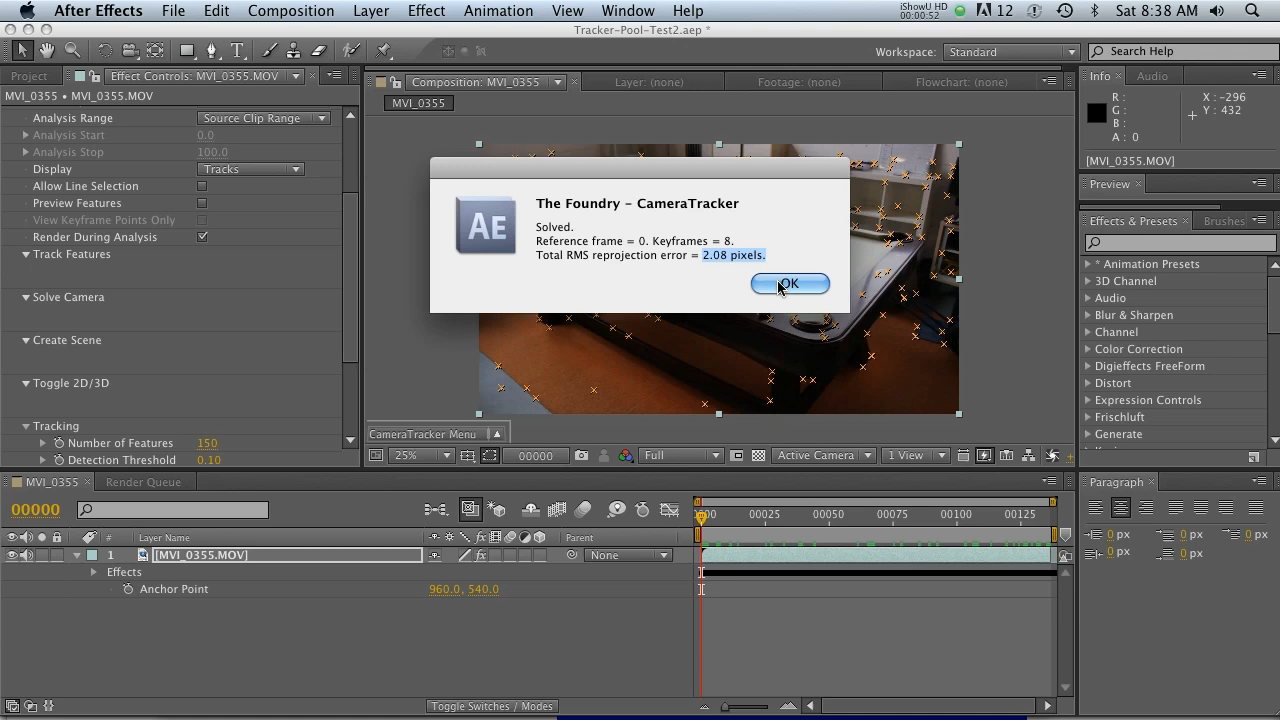 After Effects File Edit Composition Layer Effect Animation View Window Help
iShowU HD
00:00:52
12
Sat 8:38 AM
Tracker-Pool-Test2.aep *
Workspace: Standard
Search Help
Project
Effect Controls: MVI_0355.MOV
MVI_0355 • MVI_0355.MOV
Analysis Range Source Clip Range
Analysis Start 0.0
Analysis Stop 100.0
Display Tracks
Allow Line Selection
Preview Features
View Keyframe Points Only
Render During Analysis
Track Features
Solve Camera
Create Scene
Toggle 2D/3D
Tracking
Number of Features 150
Detection Threshold 0.10
Composition: MVI_0355
Layer: (none)
Footage: (none)
Flowchart: (none)
MVI_0355
AE
The Foundry - CameraTracker
Solved.
Reference frame = 0. Keyframes = 8.
Total RMS reprojection error = 2.08 pixels.
OK
CameraTracker Menu
25% 00000 Full Active Camera 1 View
Info Audio
R :
G :
B :
A : 0
X : -296
Y : 432
[MVI_0355.MOV]
Preview
Effects & Presets Brushes
* Animation Presets
3D Channel
Audio
Blur & Sharpen
Channel
Color Correction
Digieffects FreeForm
Distort
Expression Controls
Frischluft
Generate
MVI_0355 Render Queue
00000
# Layer Name Parent
1 [MVI_0355.MOV] None
Effects
Anchor Point 960.0, 540.0
00025 00050 00075 00100 00125
Toggle Switches / Modes
Paragraph
0 px 0 px 0 px
0 px 0 px